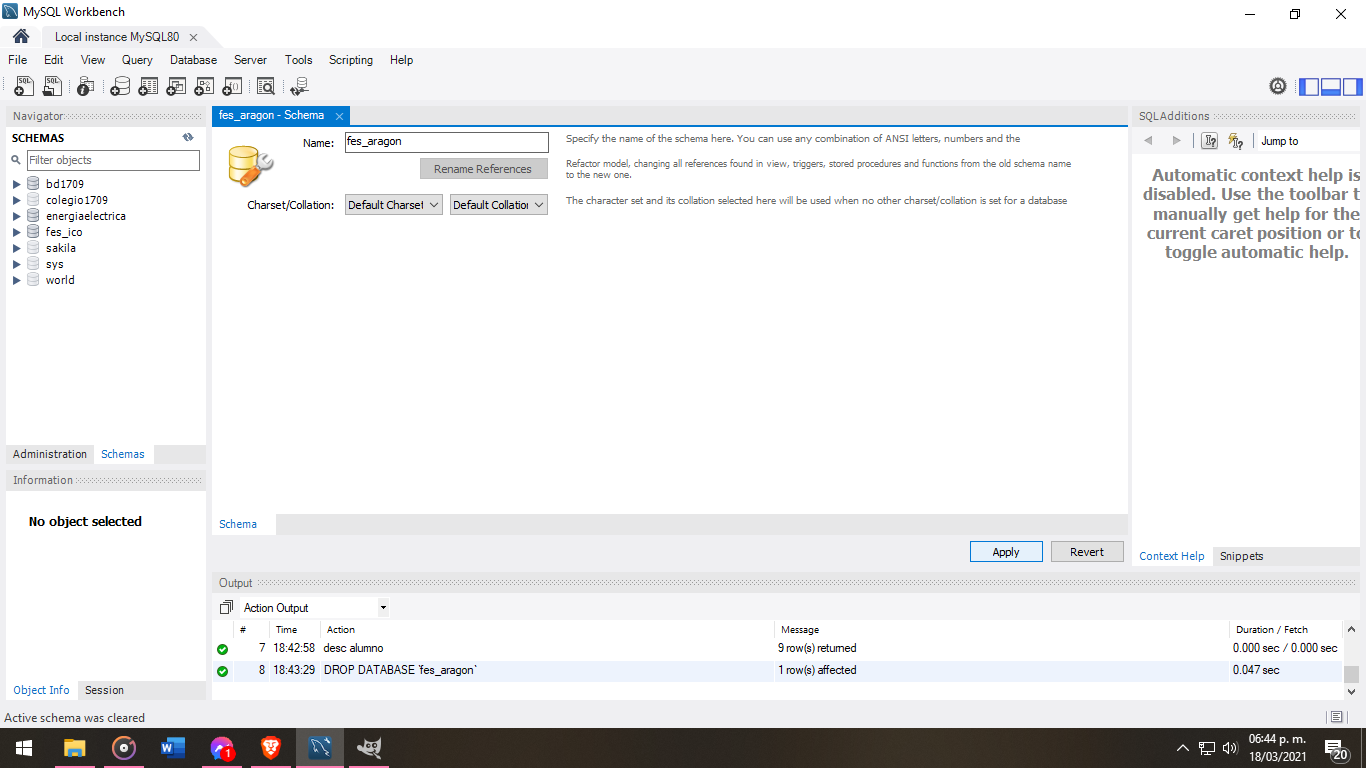 MySQL Workbench
Local instance MySQL80
File Edit View Query Database Server Tools Scripting Help
Navigator
SCHEMAS
Filter objects
bd1709
colegio1709
energiaelectrica
fes_ico
sakila
sys
world
Administration Schemas
Information
No object selected
Object Info Session
fes_aragon - Schema
Name: fes_aragon
Specify the name of the schema here. You can use any combination of ANSI letters, numbers and the
Rename References
Refactor model, changing all references found in view, triggers, stored procedures and functions from the old schema name
to the new one.
Charset/Collation: Default Charset Default Collation
The character set and its collation selected here will be used when no other charset/collation is set for a database
Schema
Apply Revert
SQLAdditions
Jump to
Automatic context help is
disabled. Use the toolbar t
manually get help for the
current caret position or to
toggle automatic help.
Context Help Snippets
Output
Action Output
# Time Action Message Duration / Fetch
7 18:42:58 desc alumno 9 row(s) returned 0.000 sec / 0.000 sec
8 18:43:29 DROP DATABASE `fes_aragon` 1 row(s) affected 0.047 sec
Active schema was cleared
1
06:44 p. m.
18/03/2021
20